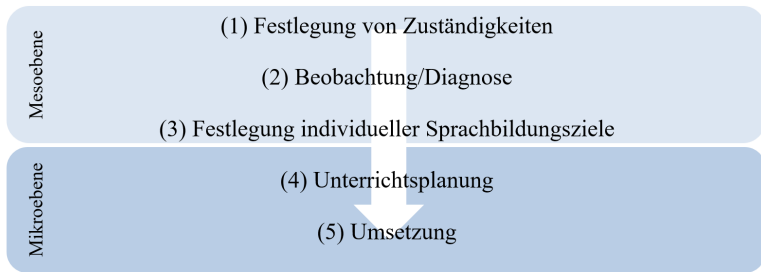 Mesoebene
(1) Festlegung von Zuständigkeiten
(2) Beobachtung/Diagnose
(3) Festlegung individueller Sprachbildungsziele
Mikroebene
(4) Unterrichtsplanung
(5) Umsetzung